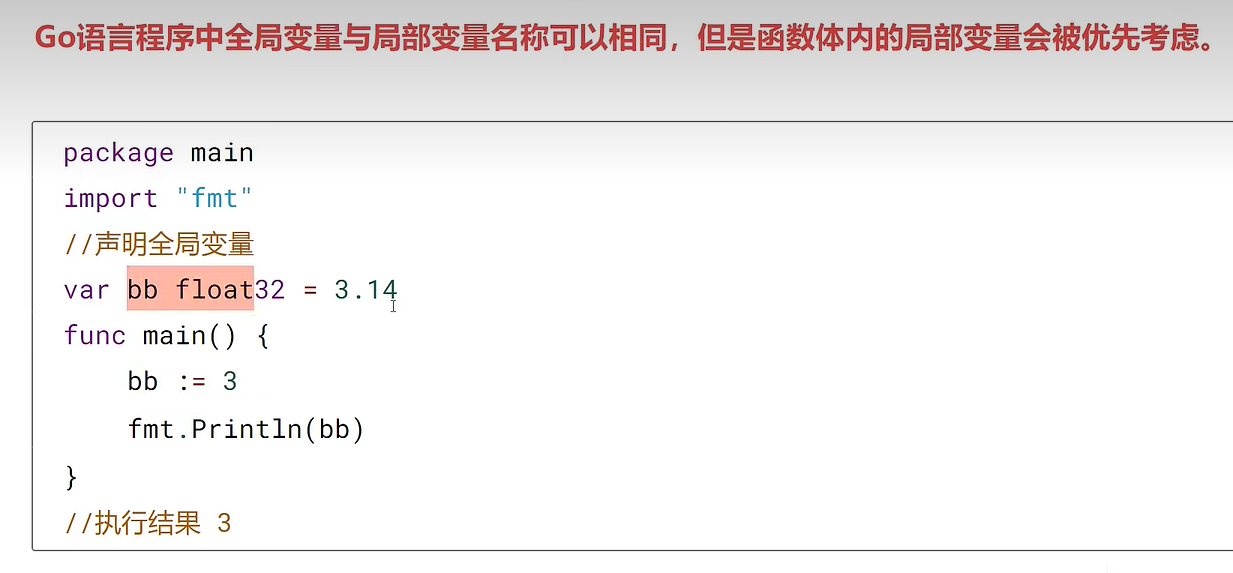 Go语言程序中全局变量与局部变量名称可以相同，但是函数体内的局部变量会被优先考虑。
package main
import "fmt"
//声明全局变量
var bb float32 = 3.14
func main() {
    bb := 3
    fmt.Println(bb)
}
//执行结果 3